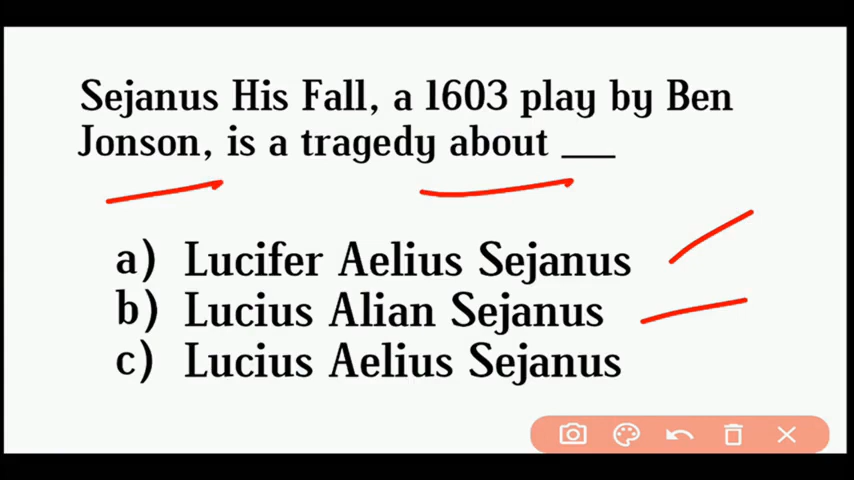 Sejanus His Fall, a 1603 play by Ben
Jonson, is a tragedy about ___
a) Lucifer Aelius Sejanus
b) Lucius Alian Sejanus
c) Lucius Aelius Sejanus